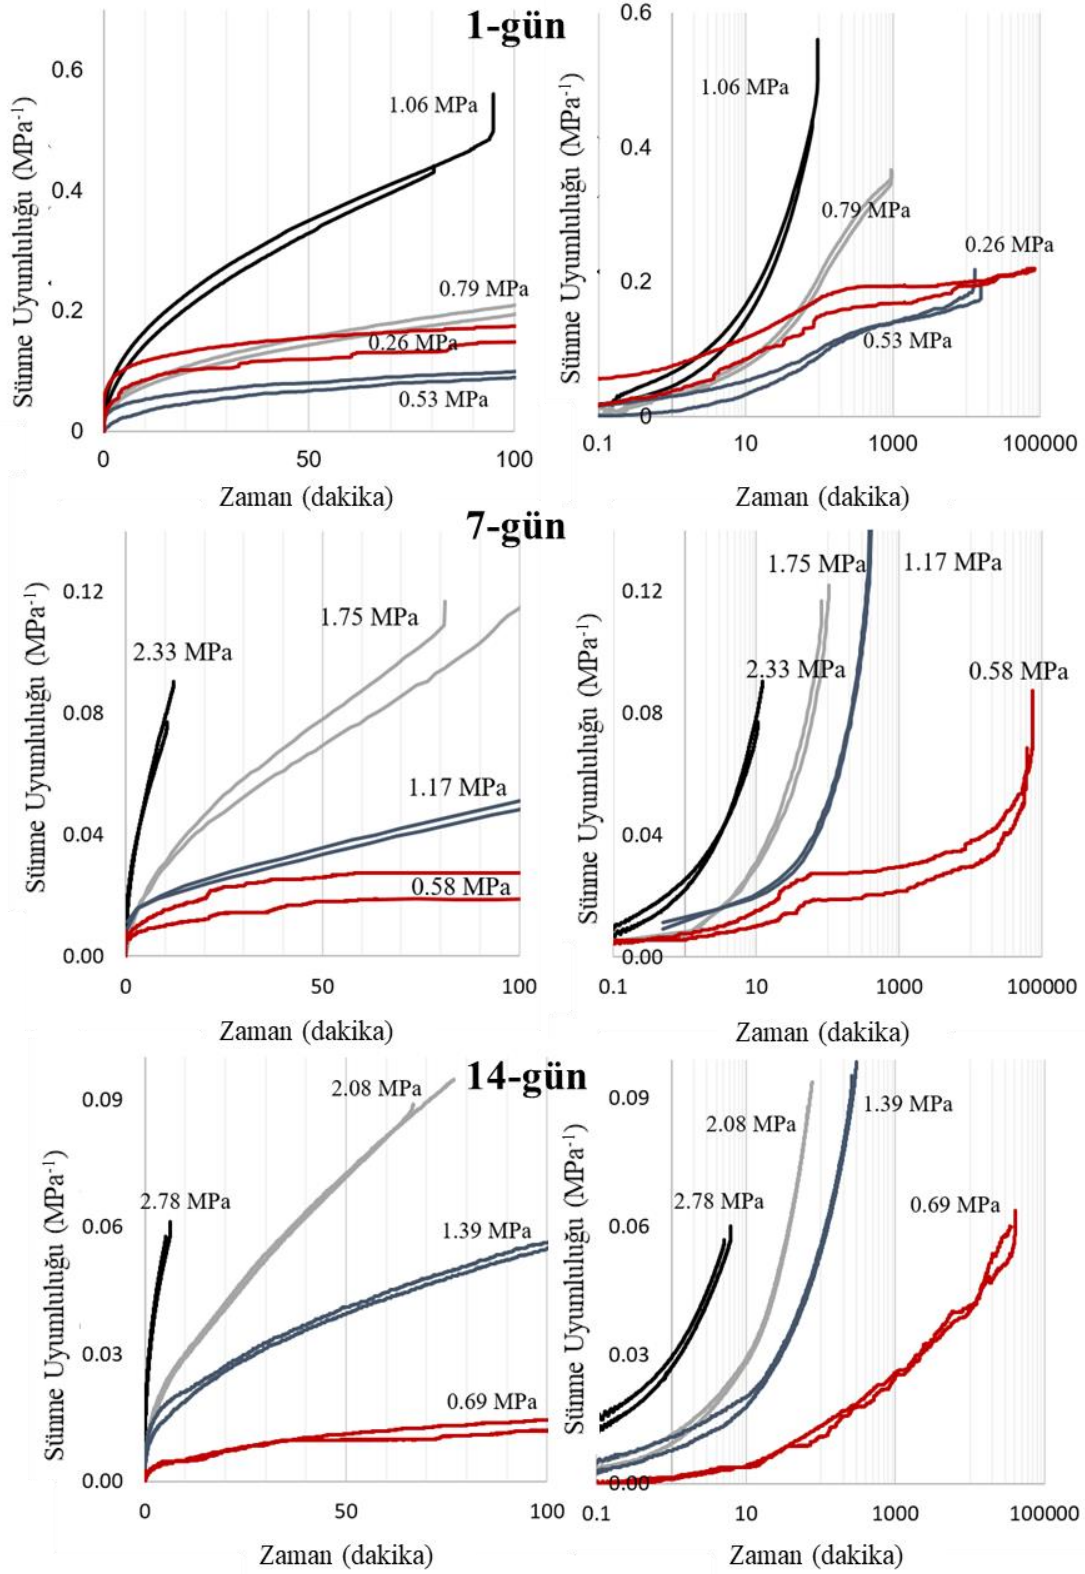 1-gün
Sünme Uyumluluğu (MPa-1)
0.6
0.4
0.2
0
1.06 MPa
0.79 MPa
0.26 MPa
0.53 MPa
0
50
100
Zaman (dakika)
Sünme Uyumluluğu (MPa-1)
0.6
0.4
0.2
0
1.06 MPa
0.79 MPa
0.26 MPa
0.53 MPa
0.1
10
1000
100000
Zaman (dakika)
7-gün
Sünme Uyumluluğu (MPa-1)
0.12
0.08
0.04
0.00
2.33 MPa
1.75 MPa
1.17 MPa
0.58 MPa
0
50
100
Zaman (dakika)
Sünme Uyumluluğu (MPa-1)
0.12
0.08
0.04
0.00
1.75 MPa
1.17 MPa
2.33 MPa
0.58 MPa
0.1
10
1000
100000
Zaman (dakika)
14-gün
Sünme Uyumluluğu (MPa-1)
0.09
0.06
0.03
0.00
2.08 MPa
2.78 MPa
1.39 MPa
0.69 MPa
0
50
100
Zaman (dakika)
Sünme Uyumluluğu (MPa-1)
0.09
0.06
0.03
0.00
1.39 MPa
2.08 MPa
2.78 MPa
0.69 MPa
0.1
10
1000
100000
Zaman (dakika)